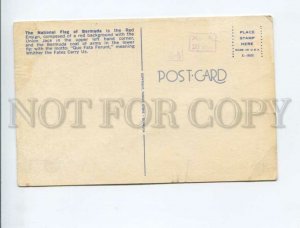 The National Flag of Bermuda is the Red
Ensign, composed of a red background with the
Union Jack in the upper left hand corner,
and the Bermuda coat of arms in the lower
fly, with the motto "Quo Fata Ferunt," meaning
Whither the Fates Carry Us.
PLACE
STAMP
HERE
MADE IN U.S.A.
POST-CARD
NOT FOR COPY